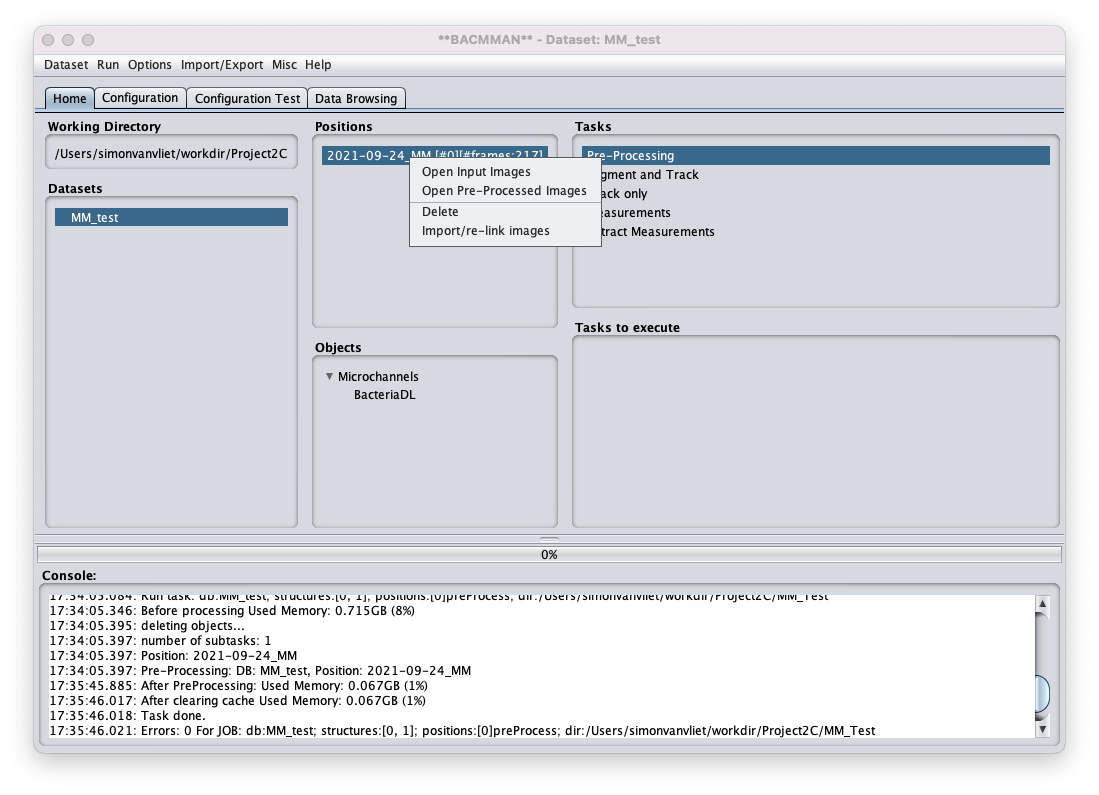 **BACMMAN** - Dataset: MM_test
Dataset Run Options Import/Export Misc Help
Home Configuration Configuration Test Data Browsing
Working Directory
/Users/simonvanvliet/workdir/Project2C
Datasets
MM_test
Positions
2021-09-24_MM [#0][#frames:217]
Open Input Images
Open Pre-Processed Images
Delete
Import/re-link images
Objects
Microchannels
BacteriaDL
Tasks
Pre-Processing
gment and Track
ack only
easurements
tract Measurements
Tasks to execute
0%
Console:
17:34:05.084: Run task: db:MM_test; structures:[0, 1]; positions:[0]preProcess; dir:/Users/simonvanvliet/workdir/Project2C/MM_Test
17:34:05.346: Before processing Used Memory: 0.715GB (8%)
17:34:05.395: deleting objects...
17:34:05.397: number of subtasks: 1
17:34:05.397: Position: 2021-09-24_MM
17:34:05.397: Pre-Processing: DB: MM_test, Position: 2021-09-24_MM
17:35:45.885: After PreProcessing: Used Memory: 0.067GB (1%)
17:35:46.017: After clearing cache Used Memory: 0.067GB (1%)
17:35:46.018: Task done.
17:35:46.021: Errors: 0 For JOB: db:MM_test; structures:[0, 1]; positions:[0]preProcess; dir:/Users/simonvanvliet/workdir/Project2C/MM_Test